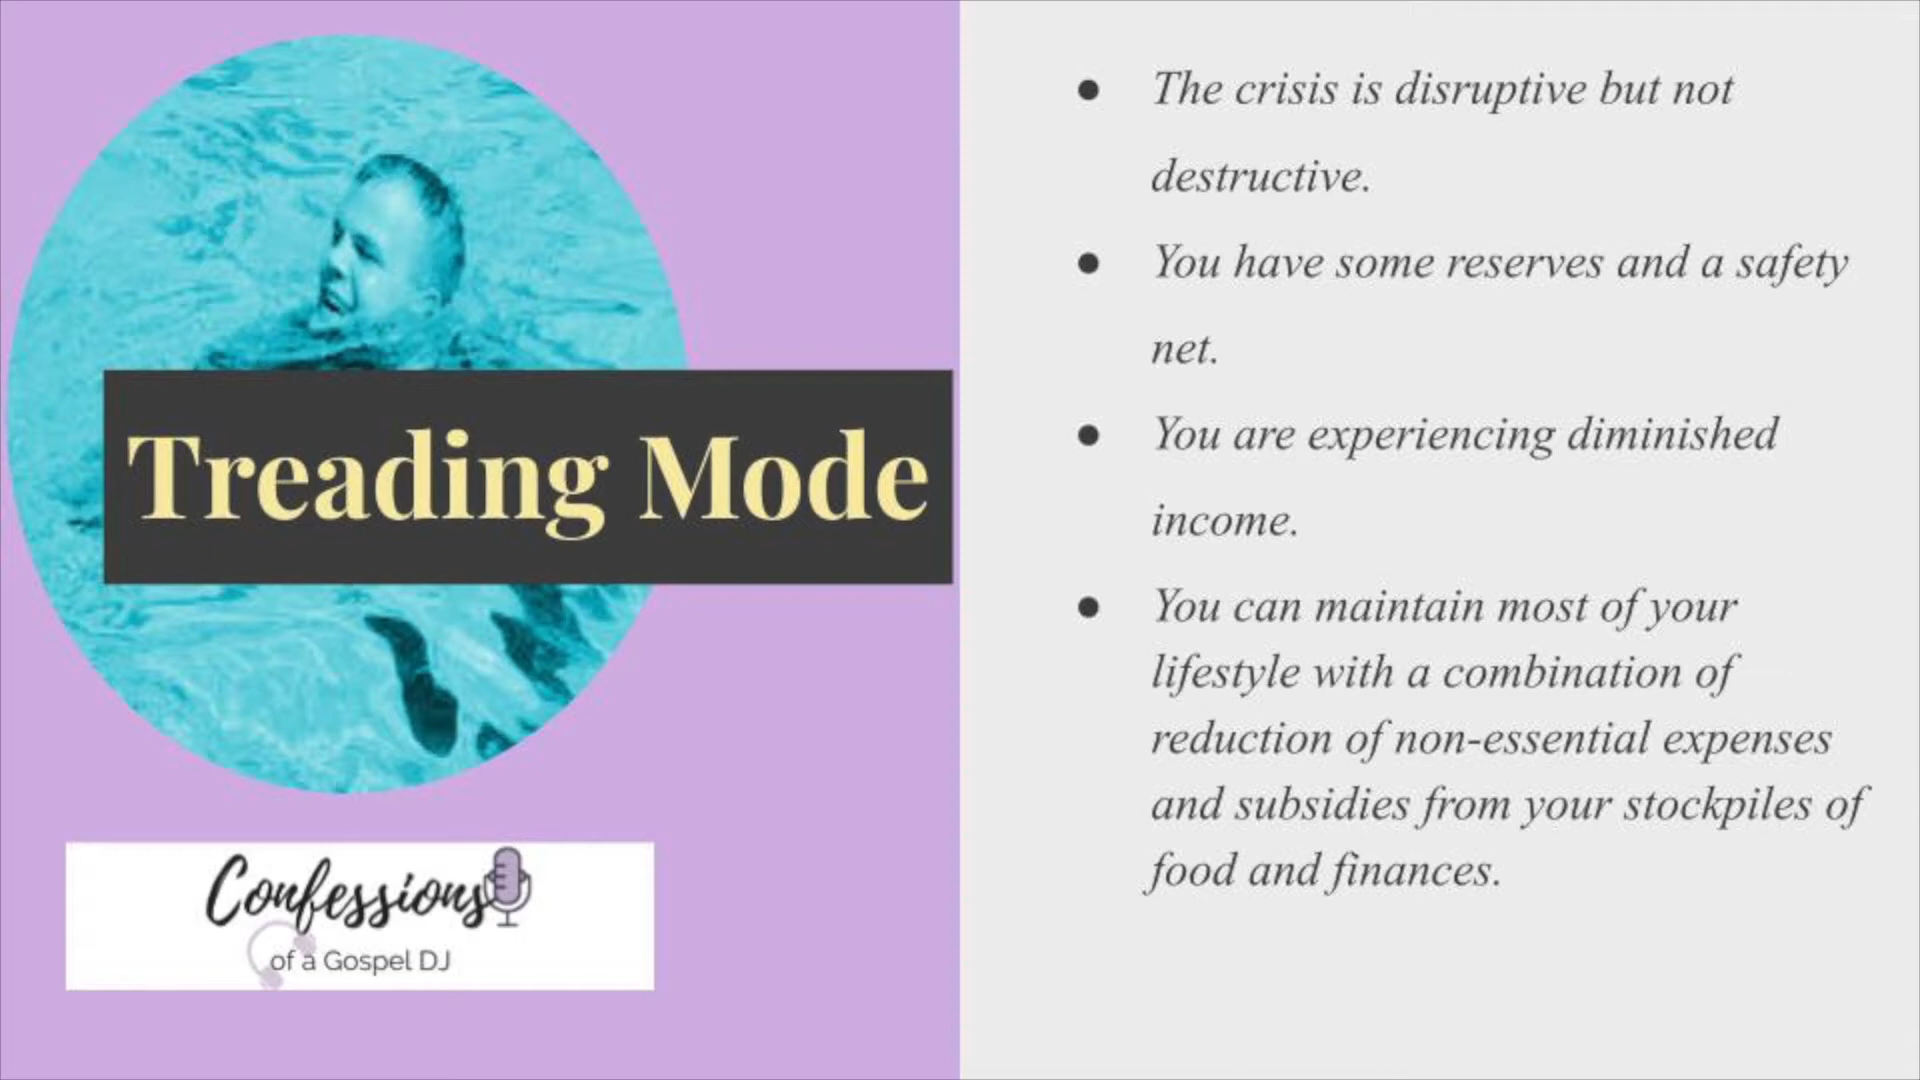 Treading Mode
Confessions
of a Gospel DJ
● The crisis is disruptive but not
destructive.
● You have some reserves and a safety
net.
● You are experiencing diminished
income.
● You can maintain most of your
lifestyle with a combination of
reduction of non-essential expenses
and subsidies from your stockpiles of
food and finances.